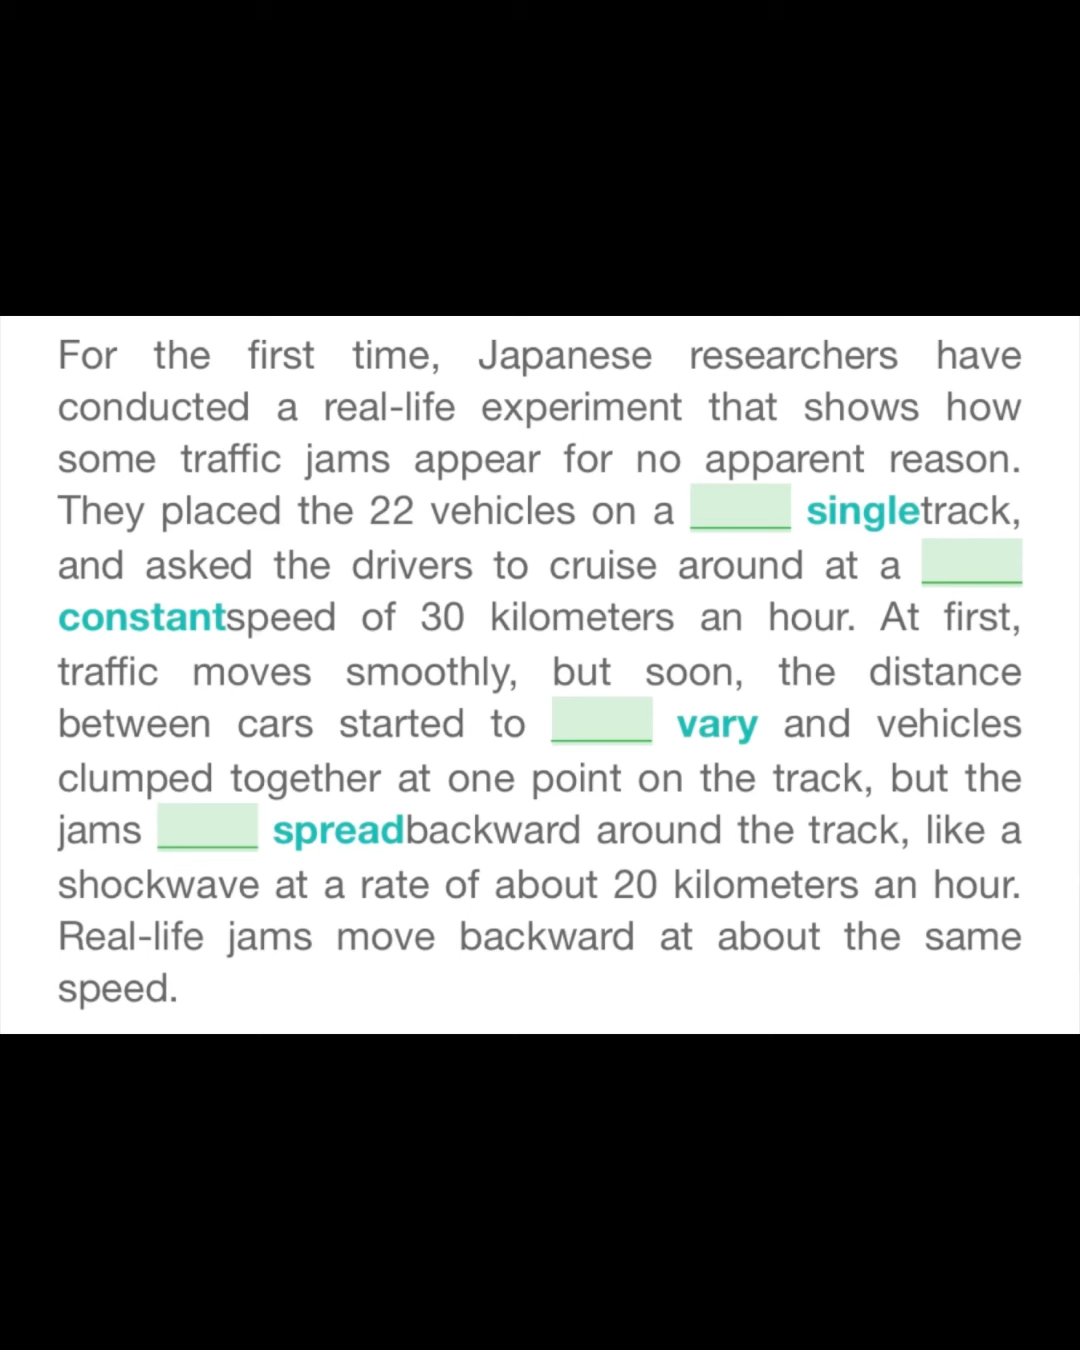 For the first time, Japanese researchers have
conducted a real-life experiment that shows how
some traffic jams appear for no apparent reason.
They placed the 22 vehicles on a ____ singletrack,
and asked the drivers to cruise around at a ____
constantspeed of 30 kilometers an hour. At first,
traffic moves smoothly, but soon, the distance
between cars started to ____ vary and vehicles
clumped together at one point on the track, but the
jams ____ spreadbackward around the track, like a
shockwave at a rate of about 20 kilometers an hour.
Real-life jams move backward at about the same
speed.